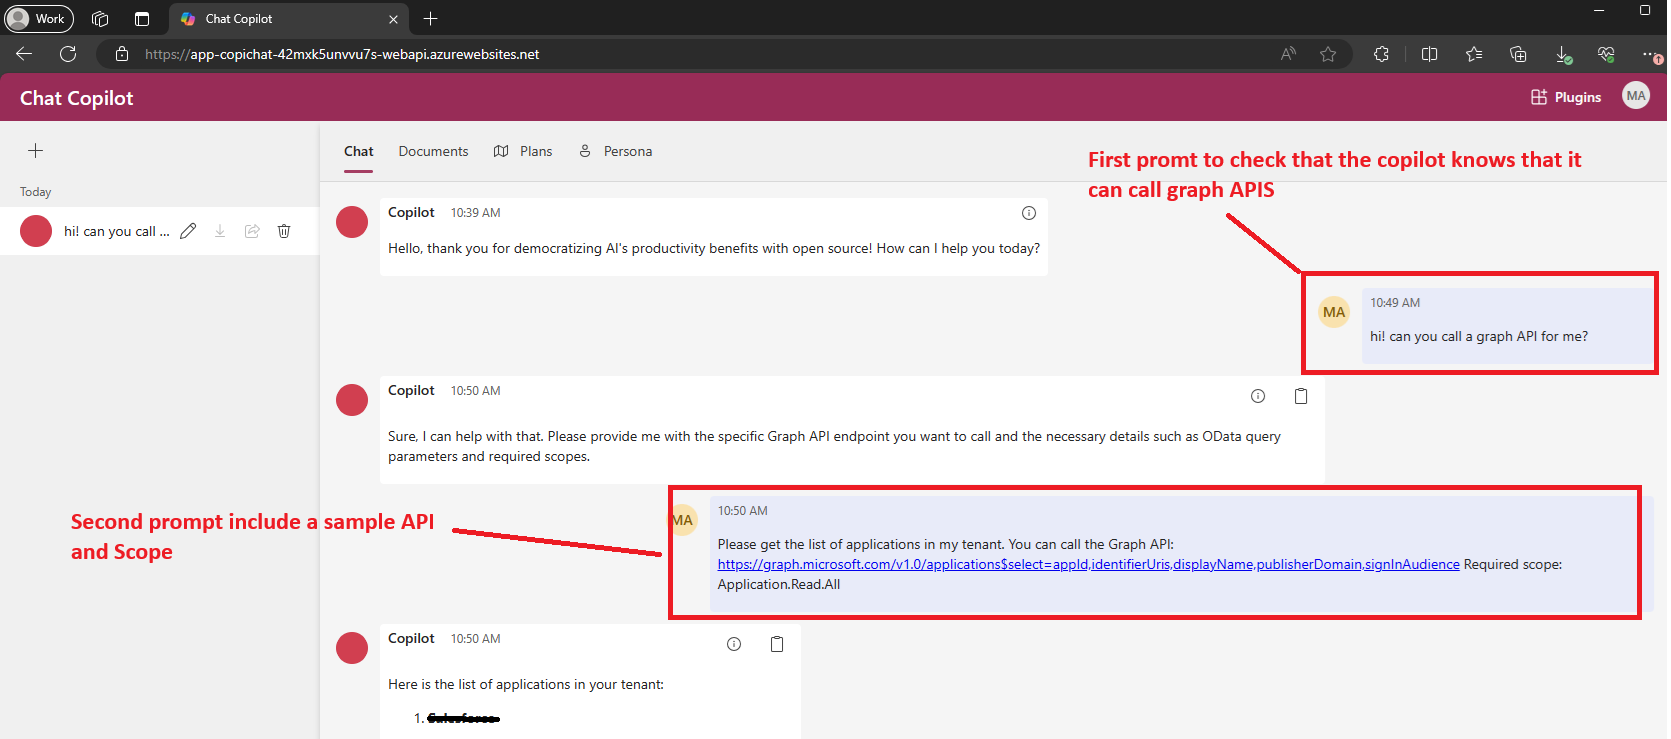 Work
Chat Copilot
https://app-copichat-42mxk5unvvu7s-webapi.azurewebsites.net
Chat Copilot
Plugins
MA
Chat
Documents
Plans
Persona
First promt to check that the copilot knows that it
can call graph APIS
Today
hi! can you call ...
Copilot 10:39 AM
Hello, thank you for democratizing AI's productivity benefits with open source! How can I help you today?
MA
10:49 AM
hi! can you call a graph API for me?
Copilot 10:50 AM
Sure, I can help with that. Please provide me with the specific Graph API endpoint you want to call and the necessary details such as OData query
parameters and required scopes.
Second prompt include a sample API
and Scope
MA
10:50 AM
Please get the list of applications in my tenant. You can call the Graph API:
https://graph.microsoft.com/v1.0/applications$select=appId,identifierUris,displayName,publisherDomain,signInAudience Required scope:
Application.Read.All
Copilot 10:50 AM
Here is the list of applications in your tenant:
1.